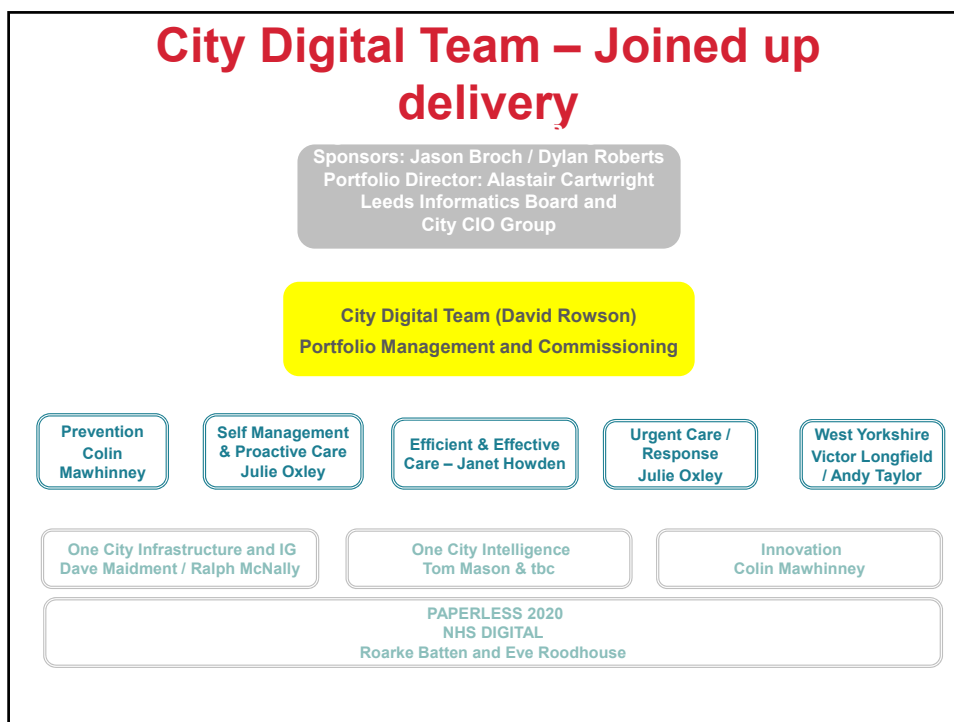 City Digital Team – Joined up
delivery
Sponsors: Jason Broch / Dylan Roberts
Portfolio Director: Alastair Cartwright
Leeds Informatics Board and
City CIO Group
City Digital Team (David Rowson)
Portfolio Management and Commissioning
Prevention
Colin
Mawhinney
Self Management
& Proactive Care
Julie Oxley
Efficient & Effective
Care – Janet Howden
Urgent Care /
Response
Julie Oxley
West Yorkshire
Victor Longfield
/ Andy Taylor
One City Infrastructure and IG
Dave Maidment / Ralph McNally
One City Intelligence
Tom Mason & tbc
Innovation
Colin Mawhinney
PAPERLESS 2020
NHS DIGITAL
Roarke Batten and Eve Roodhouse